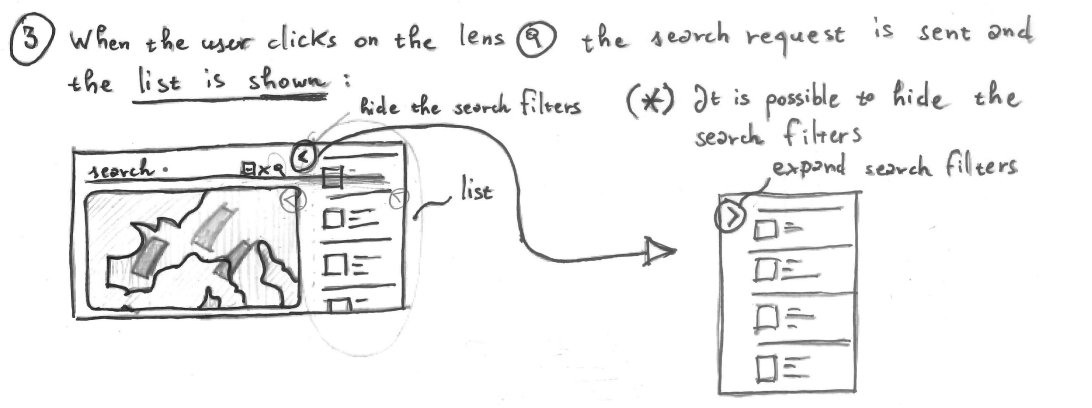 3 When the user clicks on the lens the search request is sent and
the list is shown :
hide the search filters
(*) It is possible to hide the
search filters
expand search filters
search .
x
<
list
>